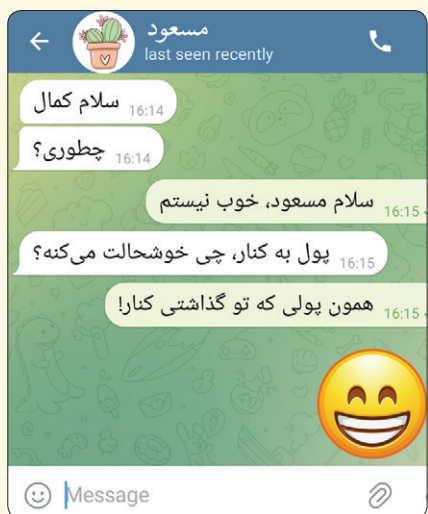 مسعود
last seen recently
سلام کمال 16:14
چطوری؟ 16:14
سلام مسعود، خوب نیستم 16:15
پول به کنار، چی خوشحالت می‌کنه؟ 16:15
همون پولی که تو گذاشتی کنار! 16:15
Message